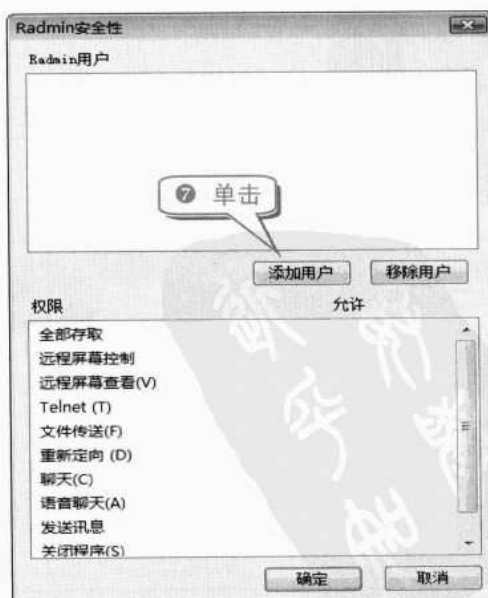 Radmin安全性
Radmin用户
❼ 单击
添加用户 移除用户
权限 允许
全部存取
远程屏幕控制
远程屏幕查看(V)
Telnet (T)
文件传送(F)
重新定向 (D)
聊天(C)
语音聊天(A)
发送讯息
关闭程序(S)
确定 取消